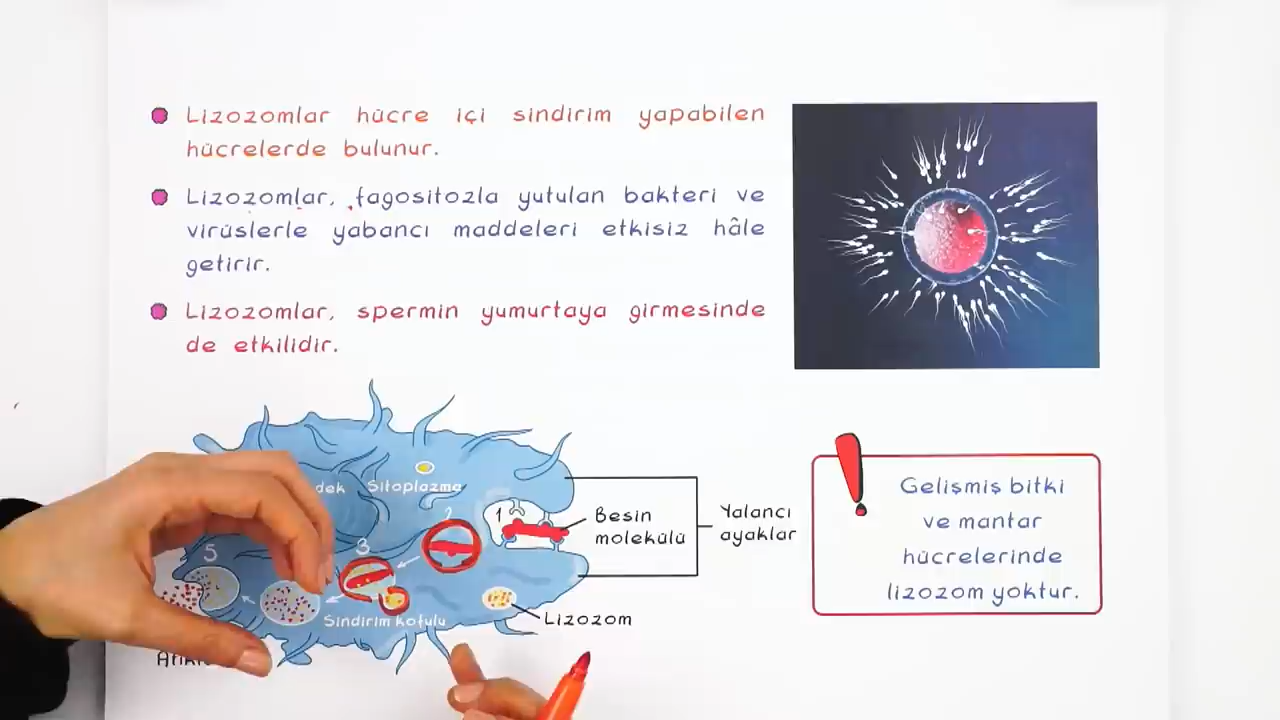 Lizozomlar hücre içi sindirim yapabilen
hücrelerde bulunur.
Lizozomlar, fagositozla yutulan bakteri ve
virüslerle yabancı maddeleri etkisiz hâle
getirir.
Lizozomlar, spermin yumurtaya girmesinde
de etkilidir.
Sitoplazma
1
2
3
5
Besin
molekülü
Yalancı
ayaklar
Sindirim kofulu
Lizozom
Gelişmiş bitki
ve mantar
hücrelerinde
lizozom yoktur.